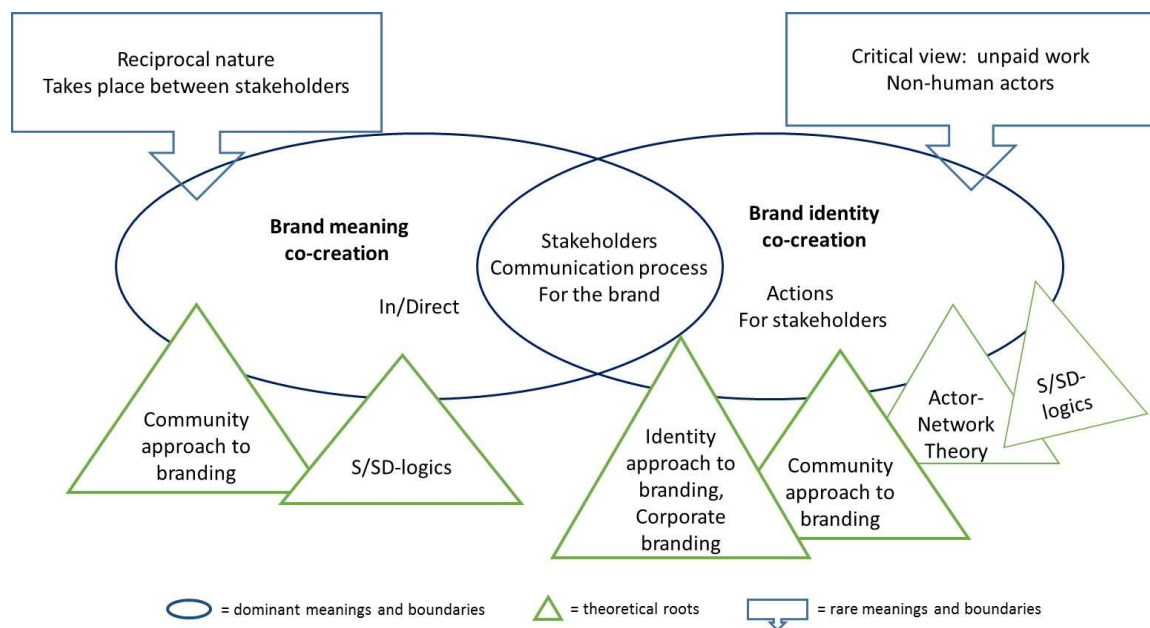 Reciprocal nature
Takes place between stakeholders
Critical view:  unpaid work
Non-human actors
Brand meaning
co-creation
In/Direct
Stakeholders
Communication process
For the brand
Brand identity
co-creation
Actions
For stakeholders
Community
approach to
branding
S/SD-logics
Identity
approach to
branding,
Corporate
branding
Community
approach to
branding
Actor-
Network
Theory
S/SD-
logics
= dominant meanings and boundaries
= theoretical roots
= rare meanings and boundaries